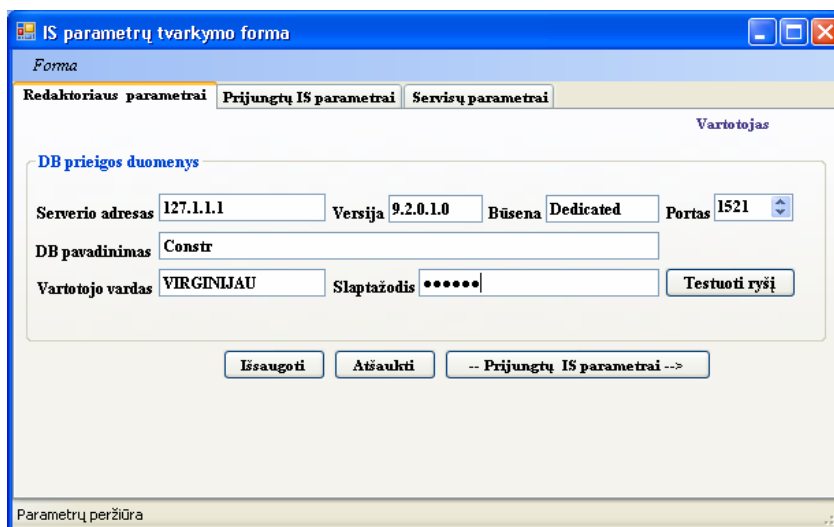 IS parametrų tvarkymo forma
Forma
Redaktoriaus parametrai Prijungtų IS parametrai Servisų parametrai
Vartotojas
DB prieigos duomenys
Serverio adresas 127.1.1.1 Versija 9.2.0.1.0 Būsena Dedicated Portas 1521
DB pavadinimas Constr
Vartotojo vardas VIRGINIJAU Slaptažodis ●●●●●● Testuoti ryšį
Išsaugoti Atšaukti -- Prijungtų IS parametrai -->
Parametrų peržiūra